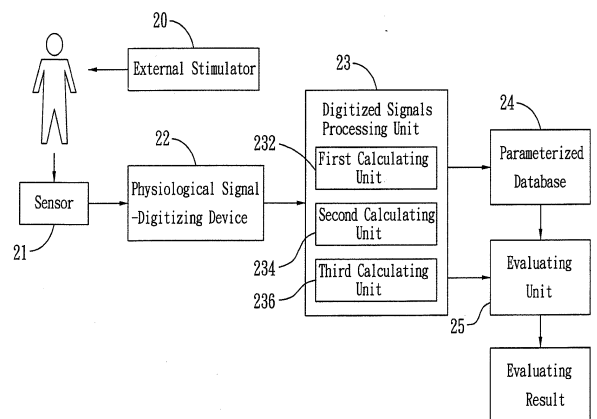 20
External Stimulator
23
Digitized Signals
Processing Unit
24
22
232
First Calculating
Unit
Parameterized
Database
Sensor
Physiological Signal
-Digitizing Device
21
Second Calculating
Unit
234
Third Calculating
Unit
236
Evaluating
Unit
25
Evaluating
Result